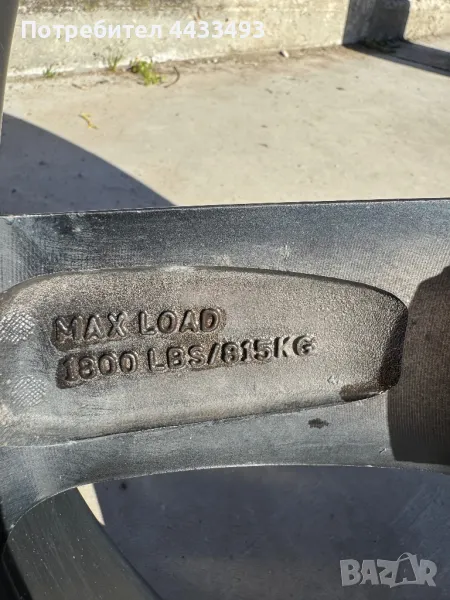 Потребител 4433493
MAX LOAD
1800 LBS/815KG
BAZAR